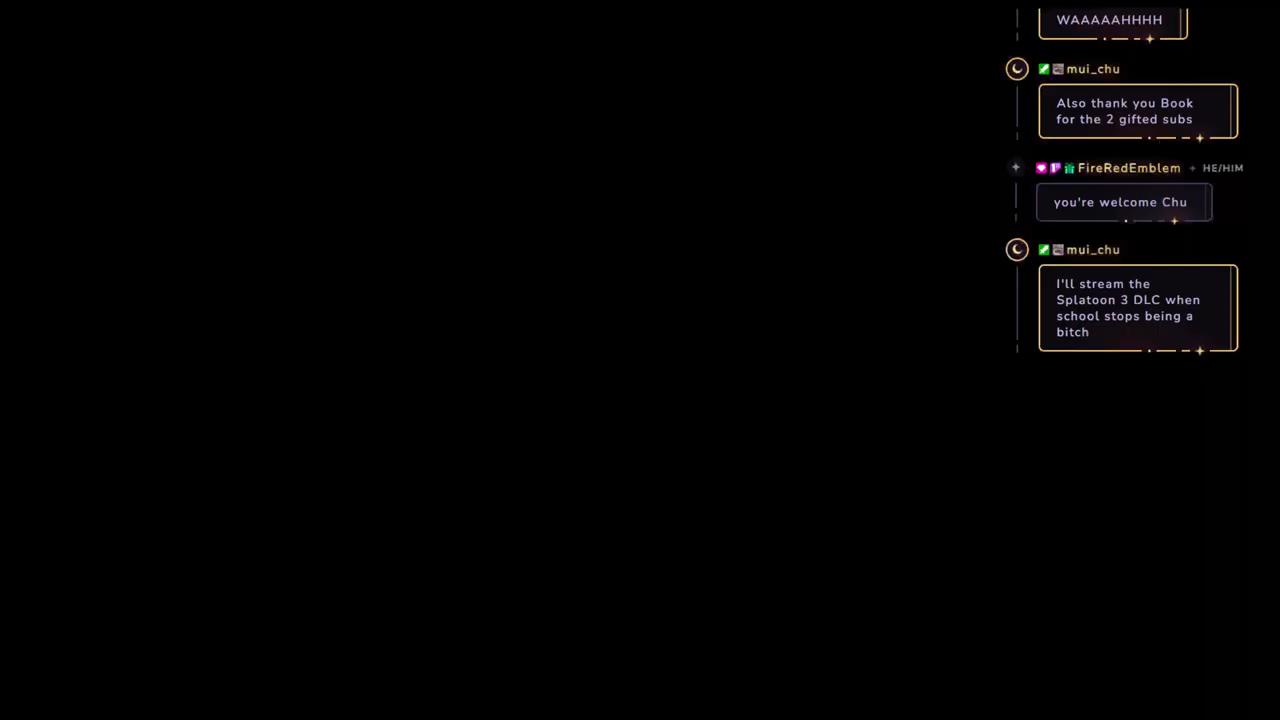 WAAAAAHHHH
mui_chu
Also thank you Book
for the 2 gifted subs
FireRedEmblem + HE/HIM
you're welcome Chu
mui_chu
I'll stream the
Splatoon 3 DLC when
school stops being a
bitch